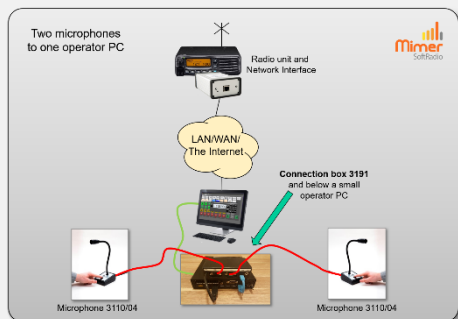 Two microphones
to one operator PC
Mimer
SoftRadio
Radio unit and
Network Interface
LAN/WAN/
The Internet
Connection box 3191
and below a small
operator PC
Microphone 3110/04
Microphone 3110/04